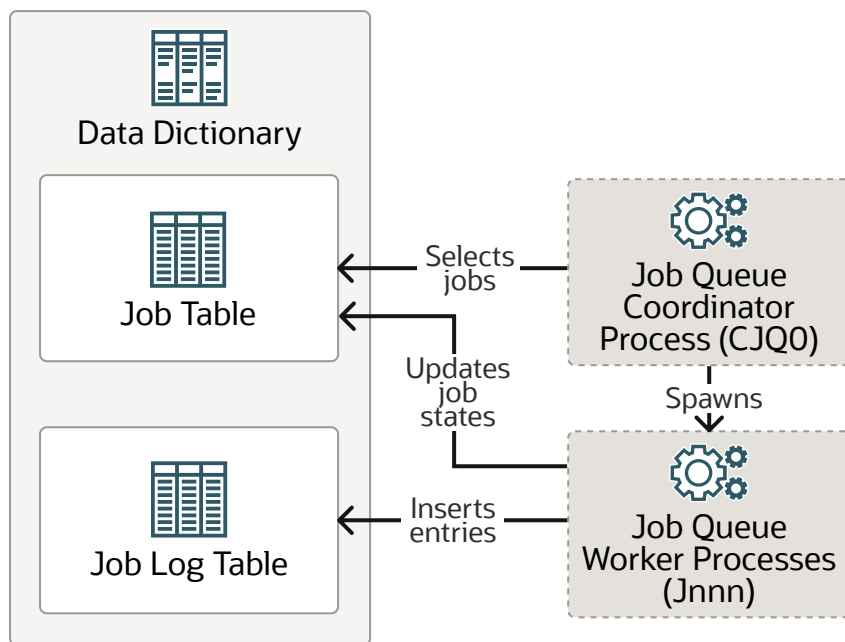 Data Dictionary
Job Table
Job Log Table
Selects
jobs
Updates
job
states
Inserts
entries
Job Queue
Coordinator
Process (CJQ0)
Spawns
Job Queue
Worker Processes
(Jnnn)